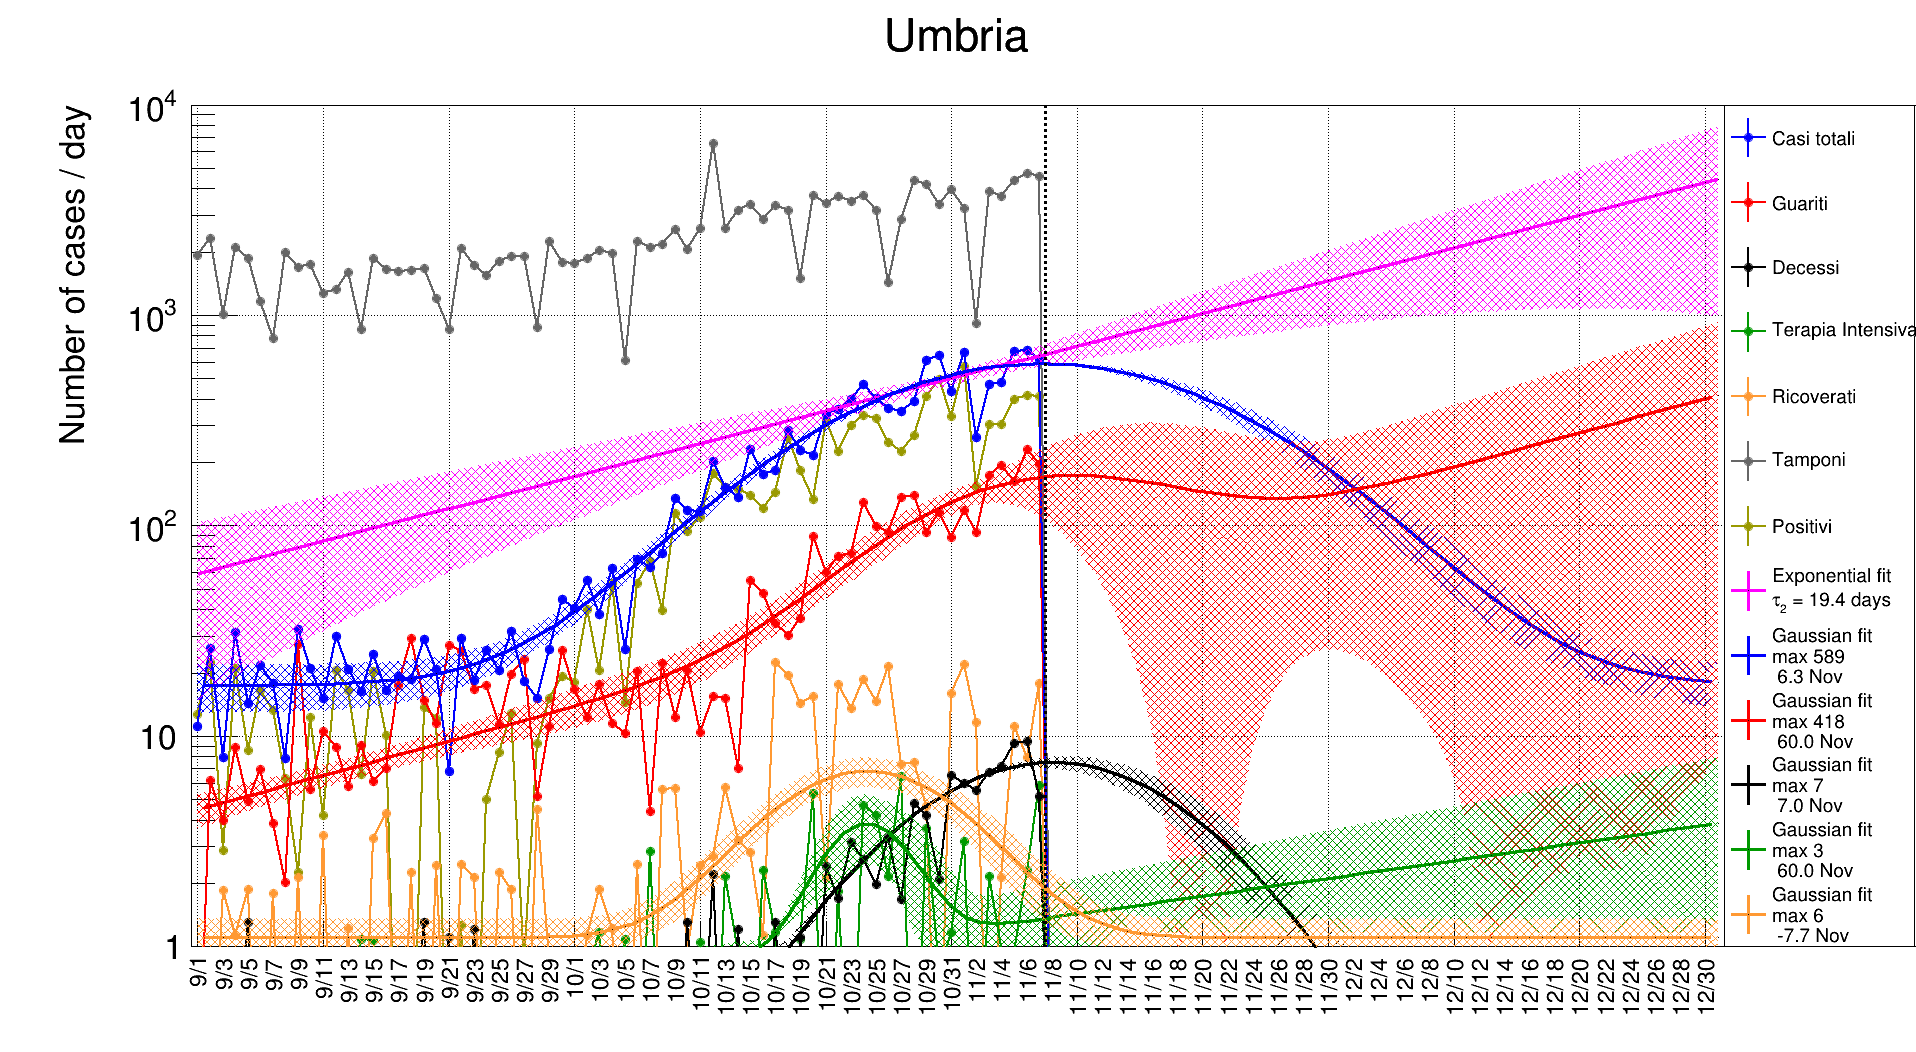 Umbria
Number of cases / day
10^4
10^3
10^2
10
1
9/1
9/3
9/5
9/7
9/9
9/11
9/13
9/15
9/17
9/19
9/21
9/23
9/25
9/27
9/29
10/1
10/3
10/5
10/7
10/9
10/11
10/13
10/15
10/17
10/19
10/21
10/23
10/25
10/27
10/29
10/31
11/2
11/4
11/6
11/8
11/10
11/12
11/14
11/16
11/18
11/20
11/22
11/24
11/26
11/28
11/30
12/2
12/4
12/6
12/8
12/10
12/12
12/14
12/16
12/18
12/20
12/22
12/24
12/26
12/28
12/30
Casi totali
Guariti
Decessi
Terapia Intensiva
Ricoverati
Tamponi
Positivi
Exponential fit
τ2 = 19.4 days
Gaussian fit
max 589
6.3 Nov
Gaussian fit
max 418
60.0 Nov
Gaussian fit
max 7
7.0 Nov
Gaussian fit
max 3
60.0 Nov
Gaussian fit
max 6
-7.7 Nov